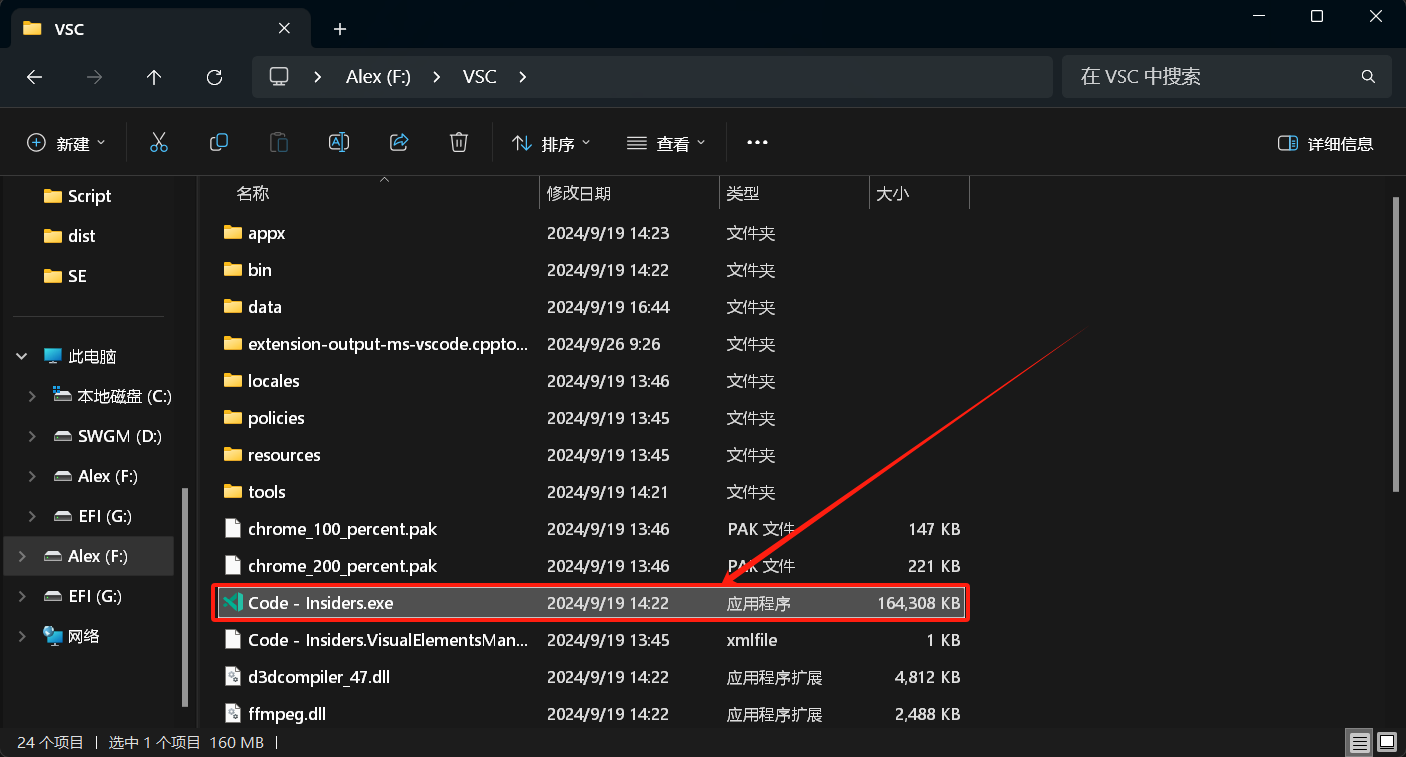 VSC
Alex (F:) VSC
在 VSC 中搜索
新建 排序 查看 详细信息
Script
dist
SE
此电脑
本地磁盘 (C:)
SWGM (D:)
Alex (F:)
EFI (G:)
Alex (F:)
EFI (G:)
网络
名称 修改日期 类型 大小
appx 2024/9/19 14:23 文件夹
bin 2024/9/19 14:22 文件夹
data 2024/9/19 16:44 文件夹
extension-output-ms-vscode.cppto... 2024/9/26 9:26 文件夹
locales 2024/9/19 13:46 文件夹
policies 2024/9/19 13:45 文件夹
resources 2024/9/19 13:45 文件夹
tools 2024/9/19 14:21 文件夹
chrome_100_percent.pak 2024/9/19 13:46 PAK 文件 147 KB
chrome_200_percent.pak 2024/9/19 13:46 PAK 文件 221 KB
Code - Insiders.exe 2024/9/19 14:22 应用程序 164,308 KB
Code - Insiders.VisualElementsMan... 2024/9/19 13:45 xmlfile 1 KB
d3dcompiler_47.dll 2024/9/19 14:22 应用程序扩展 4,812 KB
ffmpeg.dll 2024/9/19 14:22 应用程序扩展 2,488 KB
24 个项目 选中 1 个项目 160 MB